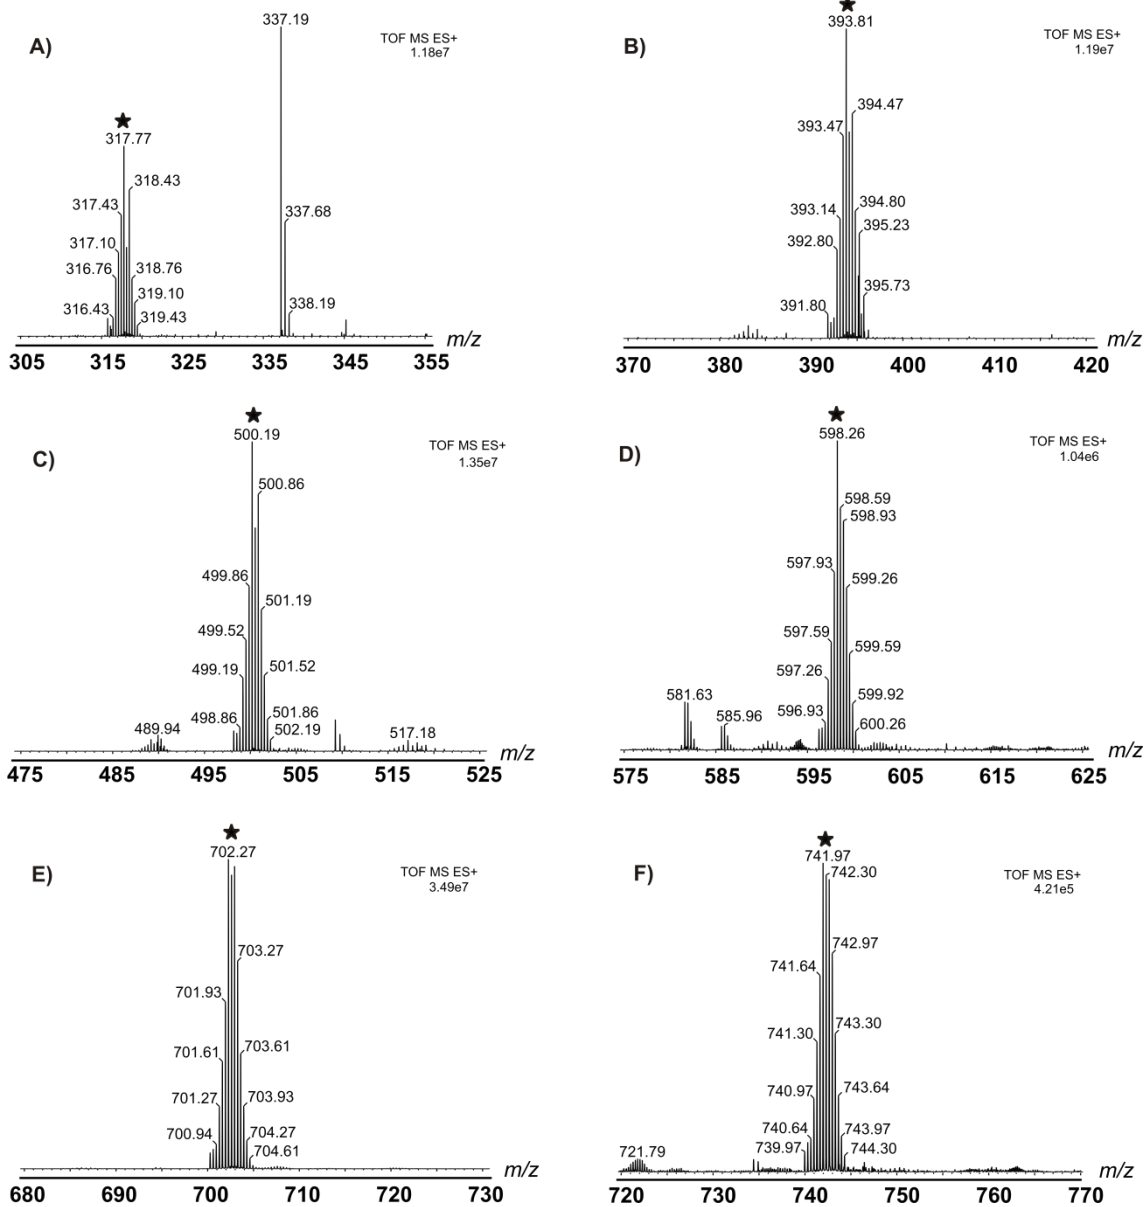 A)
TOF MS ES+
1.18e7
337.19
317.77
318.43
317.43
337.68
317.10
316.76
318.76
319.10
338.19
316.43
319.43
305 315 325 335 345 355 m/z
B)
TOF MS ES+
1.19e7
393.81
394.47
393.47
393.14
394.80
395.23
392.80
391.80
395.73
370 380 390 400 410 420 m/z
C)
TOF MS ES+
1.35e7
500.19
500.86
499.86
501.19
499.52
499.19
501.52
498.86
501.86
489.94
502.19
517.18
475 485 495 505 515 525 m/z
D)
TOF MS ES+
1.04e6
598.26
598.59
598.93
597.93
599.26
597.59
599.59
597.26
581.63
599.92
596.93
585.96
600.26
575 585 595 605 615 625 m/z
E)
TOF MS ES+
3.49e7
702.27
703.27
701.93
701.61
703.61
701.27
703.93
700.94
704.27
704.61
680 690 700 710 720 730 m/z
F)
TOF MS ES+
4.21e5
741.97
742.30
742.97
741.64
741.30
743.30
740.97
743.64
740.64
743.97
739.97
744.30
721.79
720 730 740 750 760 770 m/z